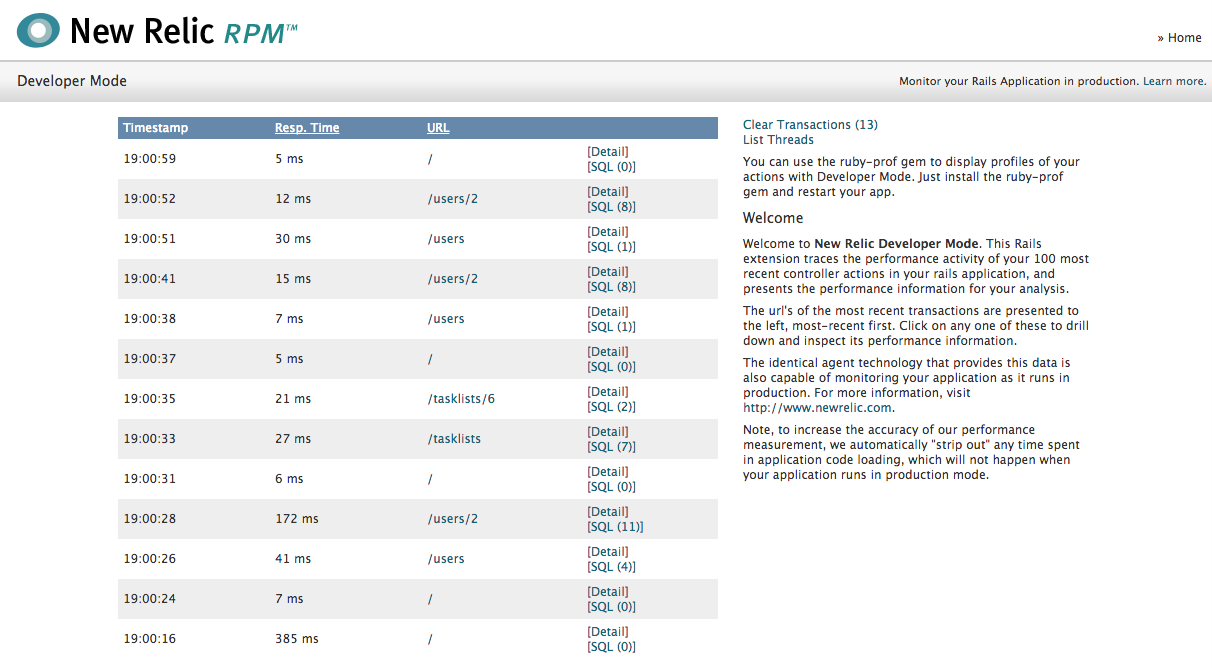 New Relic RPM™
» Home
Developer Mode
Monitor your Rails Application in production. Learn more.
Timestamp Resp. Time URL
19:00:59 5 ms / [Detail]
[SQL (0)]
19:00:52 12 ms /users/2 [Detail]
[SQL (8)]
19:00:51 30 ms /users [Detail]
[SQL (1)]
19:00:41 15 ms /users/2 [Detail]
[SQL (8)]
19:00:38 7 ms /users [Detail]
[SQL (1)]
19:00:37 5 ms / [Detail]
[SQL (0)]
19:00:35 21 ms /tasklists/6 [Detail]
[SQL (2)]
19:00:33 27 ms /tasklists [Detail]
[SQL (7)]
19:00:31 6 ms / [Detail]
[SQL (0)]
19:00:28 172 ms /users/2 [Detail]
[SQL (11)]
19:00:26 41 ms /users [Detail]
[SQL (4)]
19:00:24 7 ms / [Detail]
[SQL (0)]
19:00:16 385 ms / [Detail]
[SQL (0)]
Clear Transactions (13)
List Threads
You can use the ruby-prof gem to display profiles of your
actions with Developer Mode. Just install the ruby-prof
gem and restart your app.
Welcome
Welcome to New Relic Developer Mode. This Rails
extension traces the performance activity of your 100 most
recent controller actions in your rails application, and
presents the performance information for your analysis.
The url's of the most recent transactions are presented to
the left, most-recent first. Click on any one of these to drill
down and inspect its performance information.
The identical agent technology that provides this data is
also capable of monitoring your application as it runs in
production. For more information, visit
http://www.newrelic.com.
Note, to increase the accuracy of our performance
measurement, we automatically "strip out" any time spent
in application code loading, which will not happen when
your application runs in production mode.